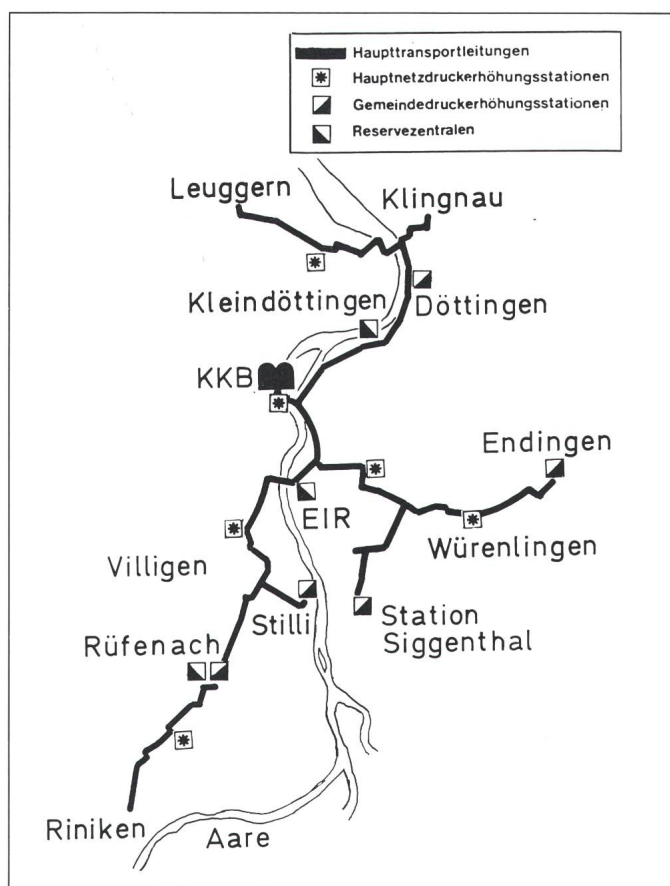 Haupttransportleitungen
Hauptnetzdruckerhöhungsstationen
Gemeindedruckerhöhungsstationen
Reservezentralen
Leuggern
Klingnau
Kleindöttingen
Döttingen
KKB
Endingen
EIR
Würenlingen
Villigen
Stilli
Station
Siggenthal
Rüfenach
Riniken
Aare